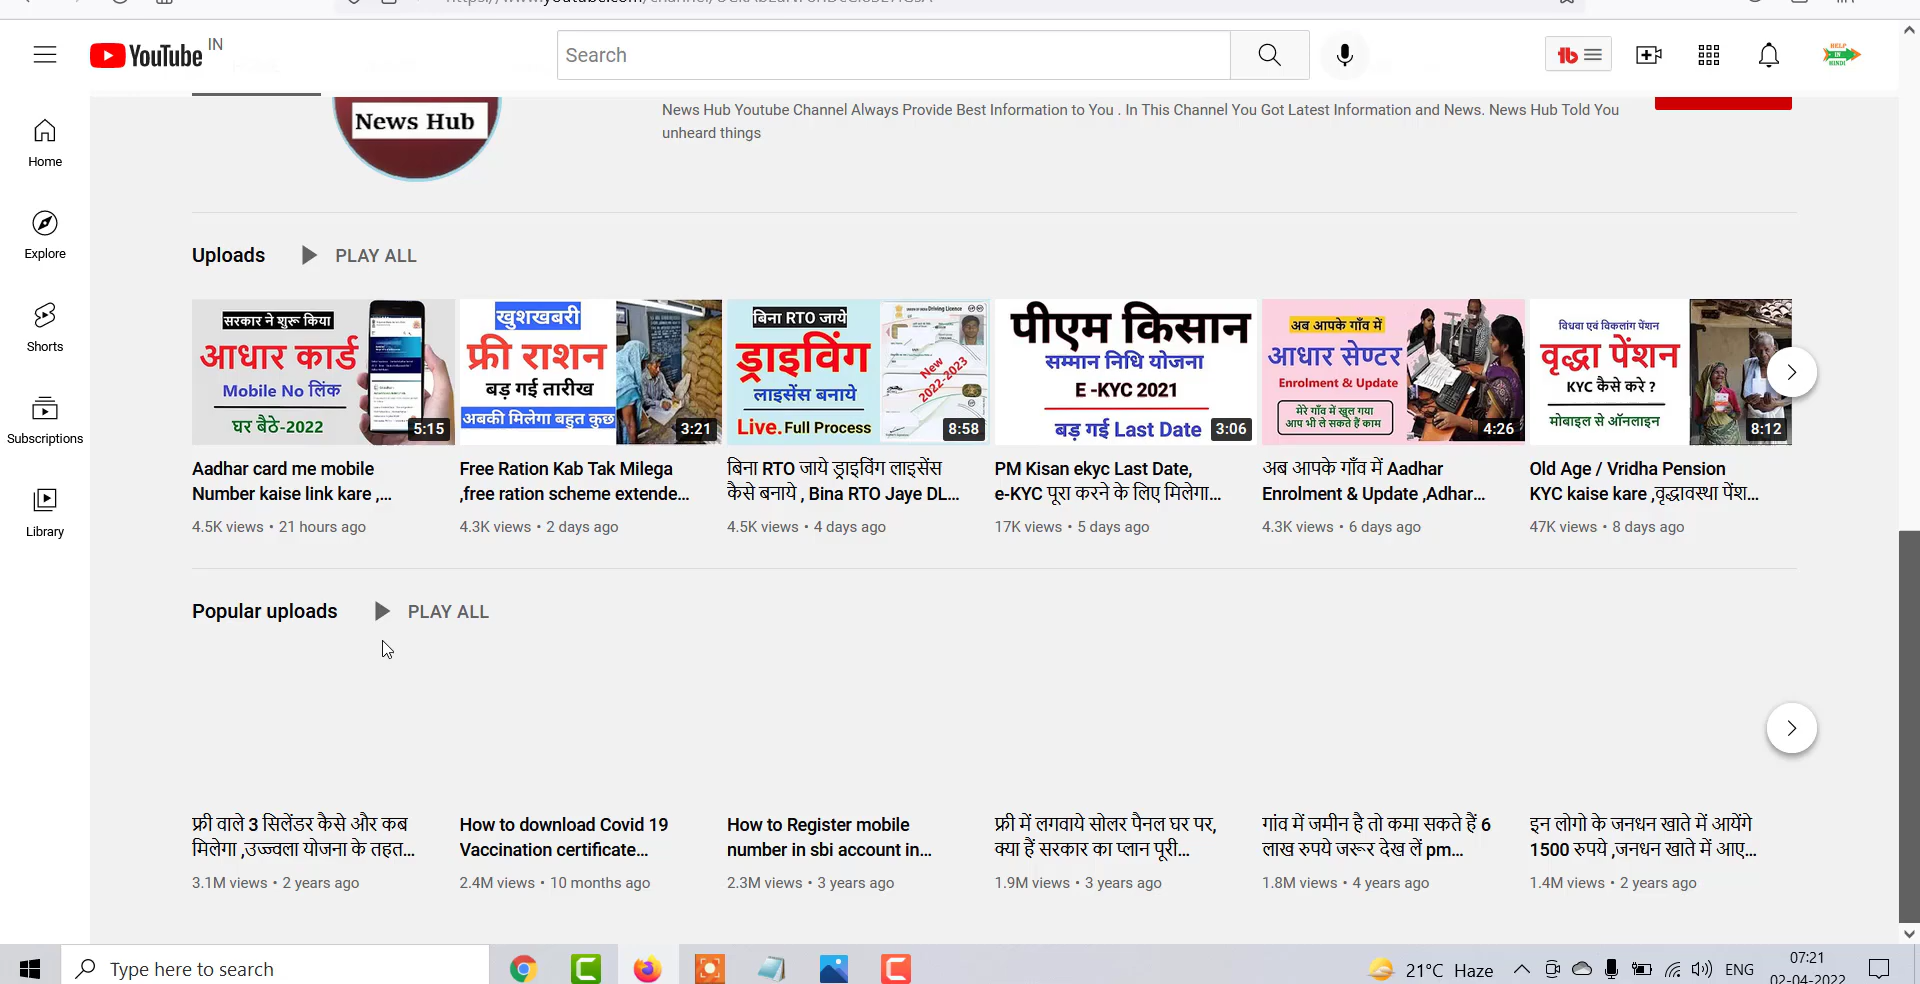 YouTube IN
Search
HELP
IN
HINDI
Home
Explore
Shorts
Subscriptions
Library
News Hub
News Hub Youtube Channel Always Provide Best Information to You . In This Channel You Got Latest Information and News. News Hub Told You
unheard things
Uploads PLAY ALL
सरकार ने शुरू किया
आधार कार्ड
Mobile No लिंक
घर बैठे-2022
5:15
खुशखबरी
फ्री राशन
बड़ गई तारीख
अबकी मिलेगा बहुत कुछ
3:21
बिना RTO जाये
ड्राइविंग
लाइसेंस बनाये
Live. Full Process
New
2022-2023
8:58
पीएम किसान
सम्मान निधि योजना
E -KYC 2021
बड़ गई Last Date
3:06
अब आपके गाँव में
आधार सेण्टर
Enrolment & Update
मेरे गाँव में खुल गया
आप भी ले सकते हैं काम
4:26
विधवा एवं विकलांग पेंशन
वृद्धा पेंशन
KYC कैसे करे ?
मोबाइल से ऑनलाइन
8:12
Aadhar card me mobile
Number kaise link kare ,...
4.5K views • 21 hours ago
Free Ration Kab Tak Milega
,free ration scheme extende...
4.3K views • 2 days ago
बिना RTO जाये ड्राइविंग लाइसेंस
कैसे बनाये , Bina RTO Jaye DL...
4.5K views • 4 days ago
PM Kisan ekyc Last Date,
e-KYC पूरा करने के लिए मिलेगा...
17K views • 5 days ago
अब आपके गाँव में Aadhar
Enrolment & Update ,Adhar...
4.3K views • 6 days ago
Old Age / Vridha Pension
KYC kaise kare ,वृद्धावस्था पेंश...
47K views • 8 days ago
Popular uploads PLAY ALL
फ्री वाले 3 सिलेंडर कैसे और कब
मिलेगा ,उज्ज्वला योजना के तहत...
3.1M views • 2 years ago
How to download Covid 19
Vaccination certificate...
2.4M views • 10 months ago
How to Register mobile
number in sbi account in...
2.3M views • 3 years ago
फ्री में लगवाये सोलर पैनल घर पर,
क्या हैं सरकार का प्लान पूरी...
1.9M views • 3 years ago
गांव में जमीन है तो कमा सकते हैं 6
लाख रुपये जरूर देख लें pm...
1.8M views • 4 years ago
इन लोगो के जनधन खाते में आयेंगे
1500 रुपये ,जनधन खाते में आए...
1.4M views • 2 years ago
Type here to search
21°C Haze
ENG
07:21
02-04-2022